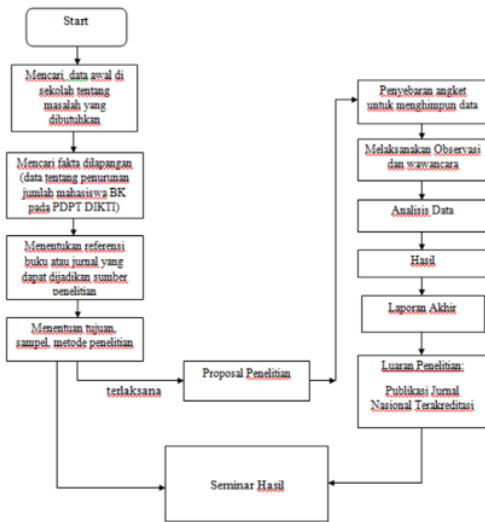 Start
Mencari data awal di
sekolah tentang
masalah yang
dibutuhkan
Mencari fakta dilapangan
(data tentang penurunan
jumlah mahasiswa BK
pada PDPT DIKTI)
Menentukan referensi
buku atau jurnal yang
dapat dijadikan sumber
penelitian
Menentuan tujuan,
sampel, metode penelitian
terlaksana
Proposal Penelitian
Penyebaran angket
untuk menghimpun data
Melaksanakan Observasi
dan wawancara
Analisis Data
Hasil
Laporan Akhir
Luaran Penelitian:
Publikasi Jurnal
Nasional Terakreditasi
Seminar Hasil